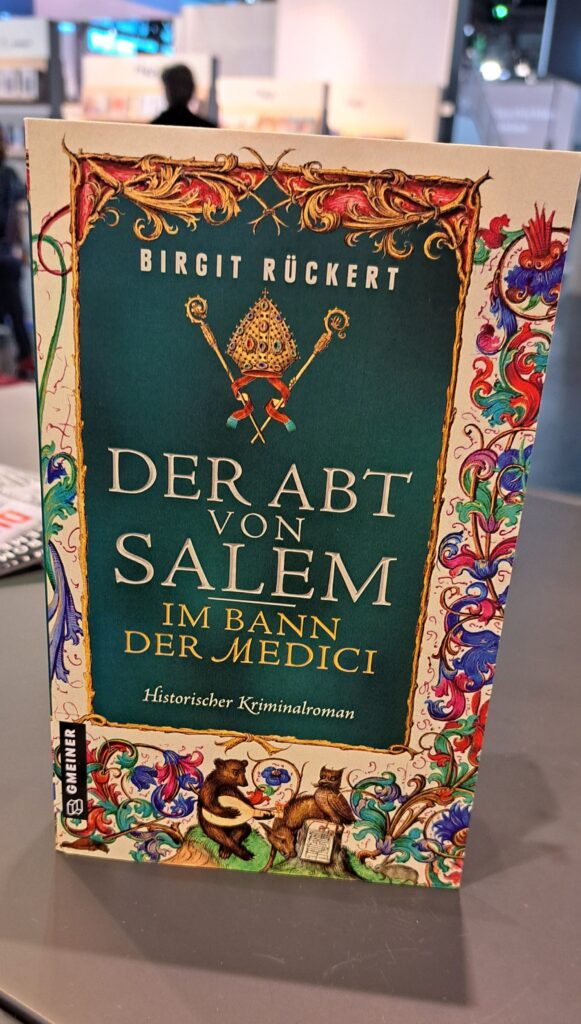 BIRGIT RÜCKERT
DER ABT
VON
SALEM
IM BANN
DER MEDICI
Historischer Kriminalroman
GMEINER